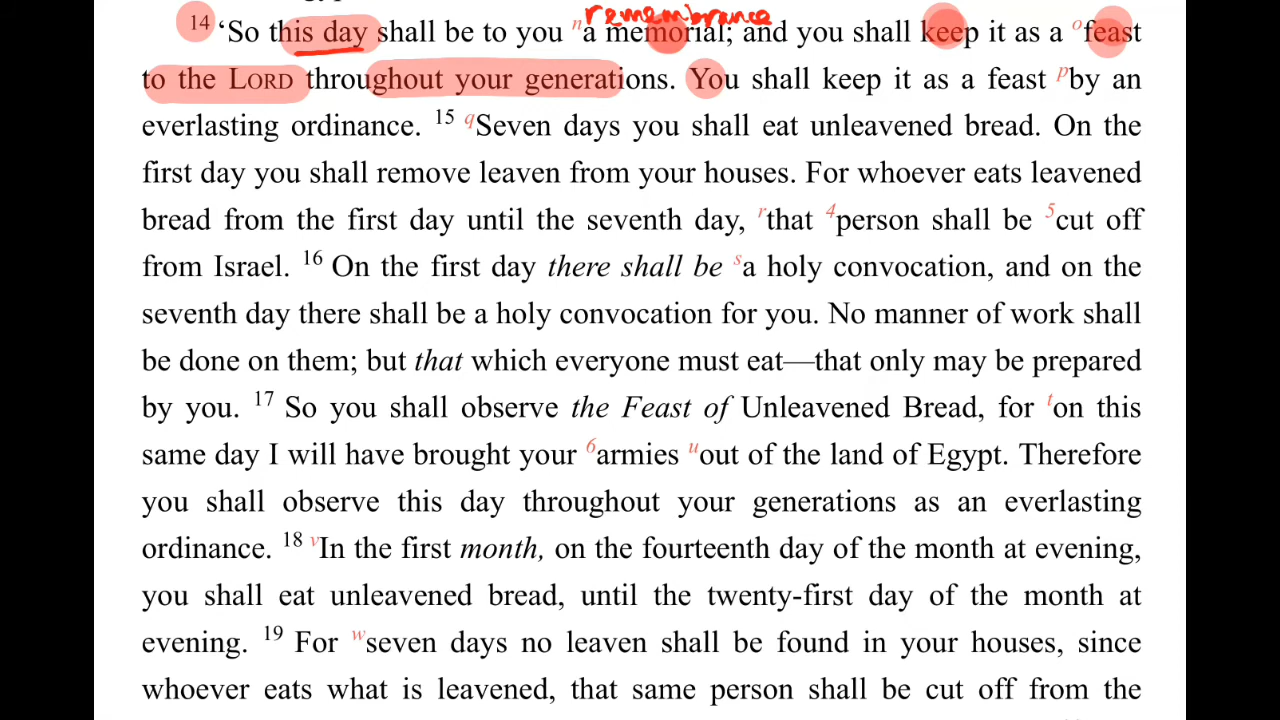 remembrance
14 ‘So this day shall be to you n a memorial; and you shall keep it as a o feast
to the LORD throughout your generations. You shall keep it as a feast p by an
everlasting ordinance. 15 q Seven days you shall eat unleavened bread. On the
first day you shall remove leaven from your houses. For whoever eats leavened
bread from the first day until the seventh day, r that 4 person shall be 5 cut off
from Israel. 16 On the first day there shall be s a holy convocation, and on the
seventh day there shall be a holy convocation for you. No manner of work shall
be done on them; but that which everyone must eat—that only may be prepared
by you. 17 So you shall observe the Feast of Unleavened Bread, for t on this
same day I will have brought your 6 armies u out of the land of Egypt. Therefore
you shall observe this day throughout your generations as an everlasting
ordinance. 18 v In the first month, on the fourteenth day of the month at evening,
you shall eat unleavened bread, until the twenty-first day of the month at
evening. 19 For w seven days no leaven shall be found in your houses, since
whoever eats what is leavened, that same person shall be cut off from the